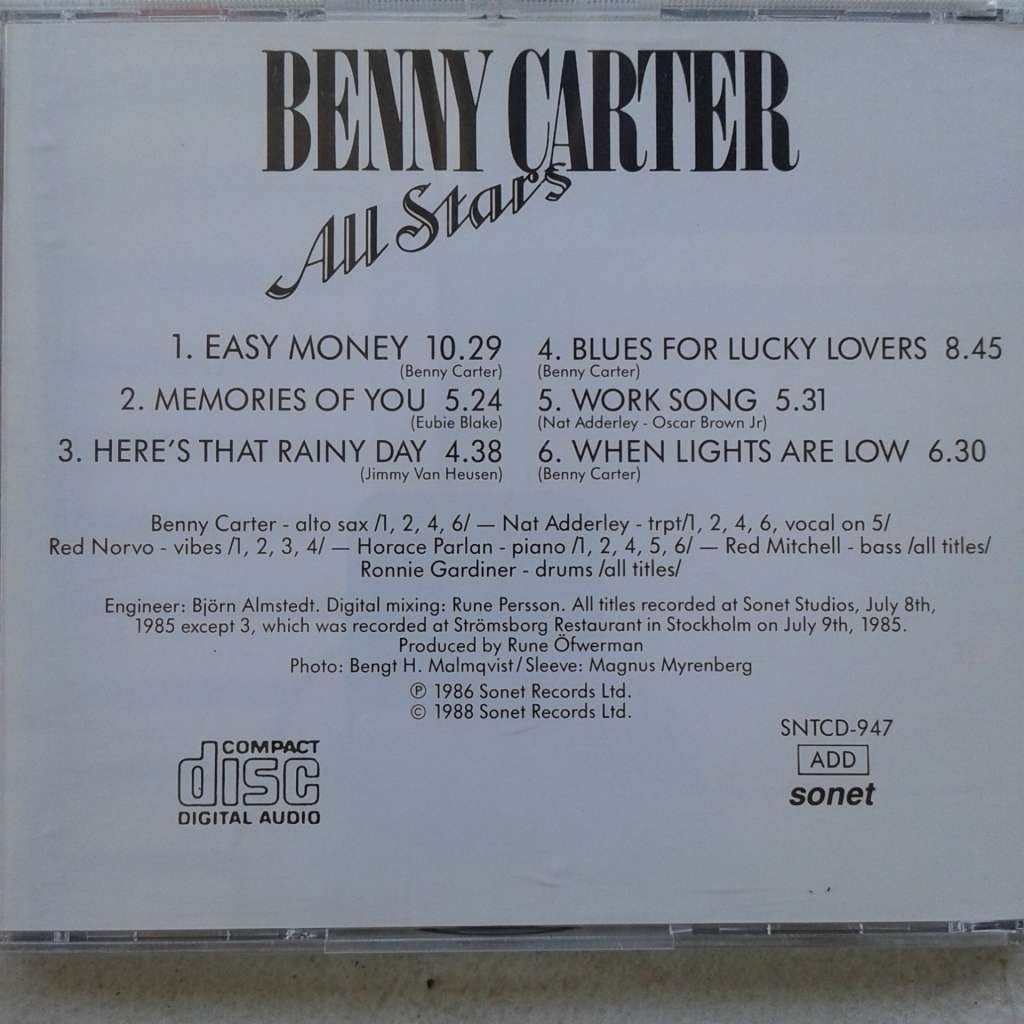 BENNY CARTER
All Stars
1. EASY MONEY 10.29
(Benny Carter)
2. MEMORIES OF YOU 5.24
(Eubie Blake)
3. HERE'S THAT RAINY DAY 4.38
(Jimmy Van Heusen)
4. BLUES FOR LUCKY LOVERS 8.45
(Benny Carter)
5. WORK SONG 5.31
(Nat Adderley - Oscar Brown Jr)
6. WHEN LIGHTS ARE LOW 6.30
(Benny Carter)
Benny Carter - alto sax /1, 2, 4, 6/ — Nat Adderley - trpt/1, 2, 4, 6, vocal on 5/
Red Norvo - vibes /1, 2, 3, 4/ — Horace Parlan - piano /1, 2, 4, 5, 6/ — Red Mitchell - bass /all titles/
Ronnie Gardiner - drums /all titles/
Engineer: Björn Almstedt. Digital mixing: Rune Persson. All titles recorded at Sonet Studios, July 8th,
1985 except 3, which was recorded at Strömsborg Restaurant in Stockholm on July 9th, 1985.
Produced by Rune Öfwerman
Photo: Bengt H. Malmqvist/Sleeve: Magnus Myrenberg
℗ 1986 Sonet Records Ltd.
© 1988 Sonet Records Ltd.
COMPACT
disc
DIGITAL AUDIO
SNTCD-947
ADD
sonet